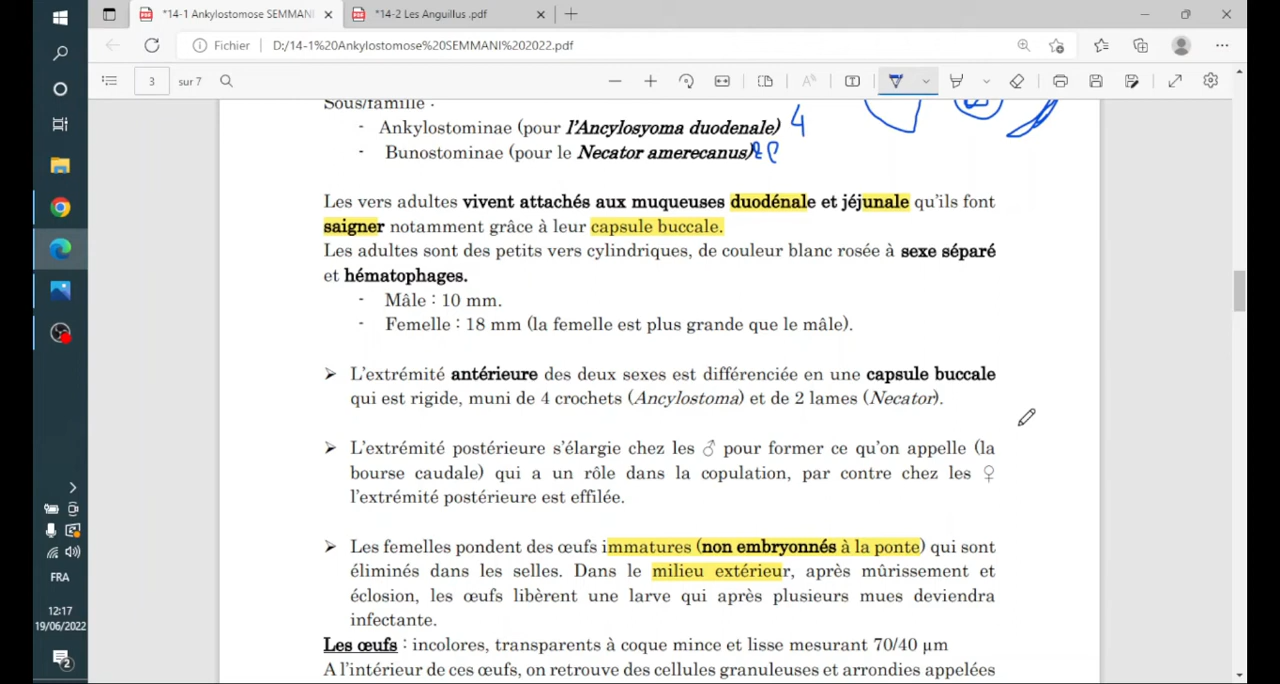 *14-1 Ankylostomose SEMMANI
*14-2 Les Anguillus .pdf
Fichier
D:/14-1%20Ankylostomose%20SEMMANI%202022.pdf
3 sur 7
Sous/famille :
- Ankylostominae (pour l'Ancylosyoma duodenale) 4
- Bunostominae (pour le Necator amerecanus)
Les vers adultes vivent attachés aux muqueuses duodénale et jéjunale qu'ils font
saigner notamment grâce à leur capsule buccale.
Les adultes sont des petits vers cylindriques, de couleur blanc rosée à sexe séparé
et hématophages.
- Mâle : 10 mm.
- Femelle : 18 mm (la femelle est plus grande que le mâle).
➢ L'extrémité antérieure des deux sexes est différenciée en une capsule buccale
qui est rigide, muni de 4 crochets (Ancylostoma) et de 2 lames (Necator).
➢ L'extrémité postérieure s'élargie chez les ♂ pour former ce qu'on appelle (la
bourse caudale) qui a un rôle dans la copulation, par contre chez les ♀
l'extrémité postérieure est effilée.
➢ Les femelles pondent des œufs immatures (non embryonnés à la ponte) qui sont
éliminés dans les selles. Dans le milieu extérieur, après mûrissement et
éclosion, les œufs libèrent une larve qui après plusieurs mues deviendra
infectante.
Les œufs : incolores, transparents à coque mince et lisse mesurant 70/40 µm
A l'intérieur de ces œufs, on retrouve des cellules granuleuses et arrondies appelées
FRA
12:17
19/06/2022
2